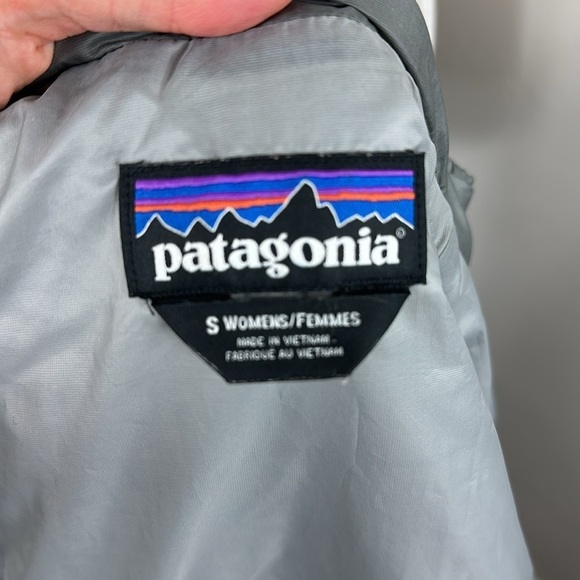 patagonia©
S WOMENS/FEMMES
MADE IN VIETNAM.
FABRIQUÉ AU VIETNAM